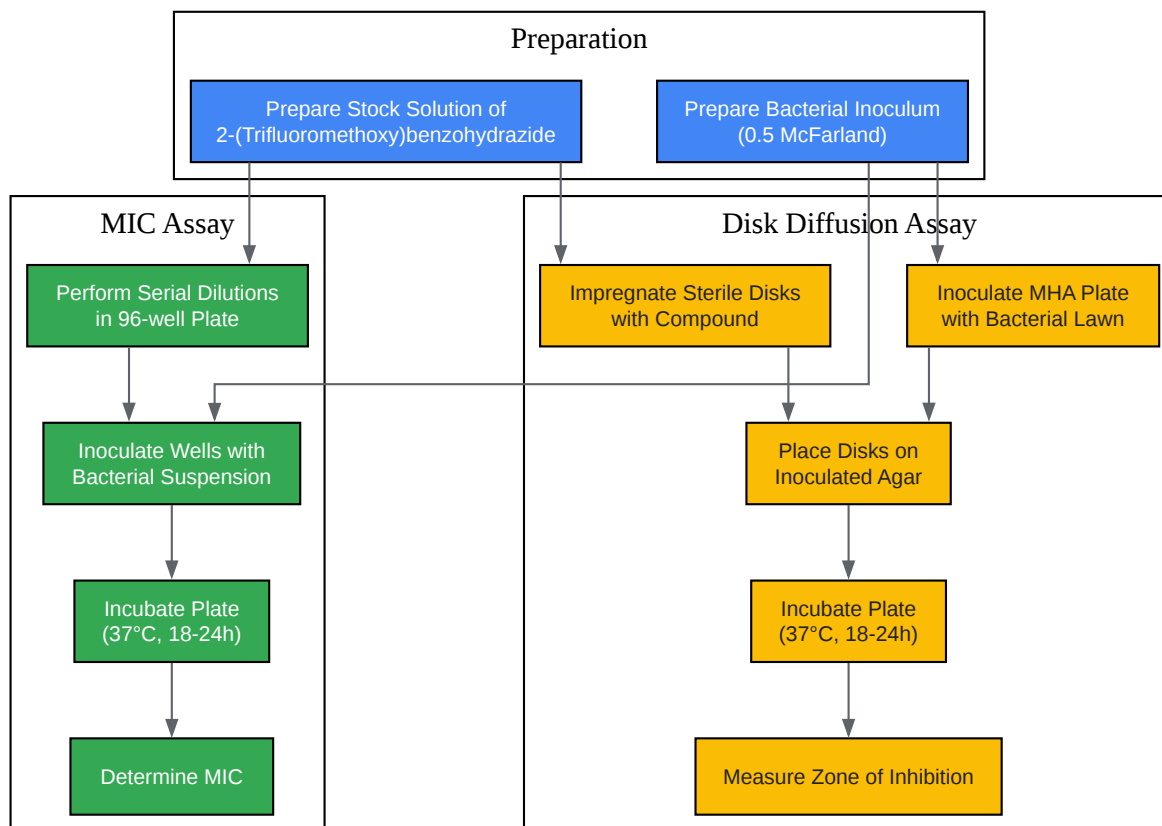 Preparation
Prepare Stock Solution of
2-(Trifluoromethoxy)benzohydrazide
Prepare Bacterial Inoculum
(0.5 McFarland)
MIC Assay
Perform Serial Dilutions
in 96-well Plate
Inoculate Wells with
Bacterial Suspension
Incubate Plate
(37°C, 18-24h)
Determine MIC
Disk Diffusion Assay
Impregnate Sterile Disks
with Compound
Inoculate MHA Plate
with Bacterial Lawn
Place Disks on
Inoculated Agar
Incubate Plate
(37°C, 18-24h)
Measure Zone of Inhibition